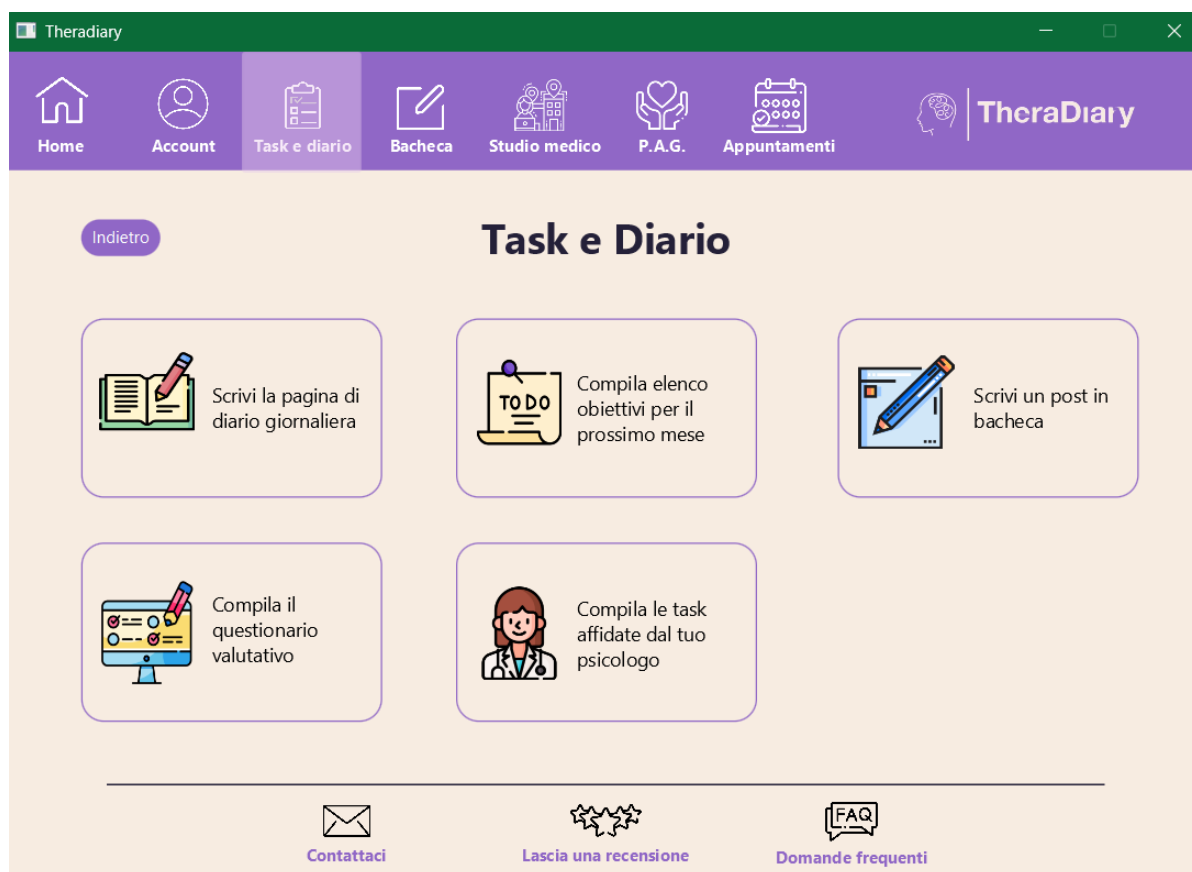 Theradiary
Home
Account
Task e diario
Bacheca
Studio medico
P.A.G.
Appuntamenti
TheraDiary
Indietro
Task e Diario
Scrivi la pagina di
diario giornaliera
TO DO
Compila elenco
obiettivi per il
prossimo mese
Scrivi un post in
bacheca
Compila il
questionario
valutativo
Compila le task
affidate dal tuo
psicologo
FAQ
Contattaci
Lascia una recensione
Domande frequenti